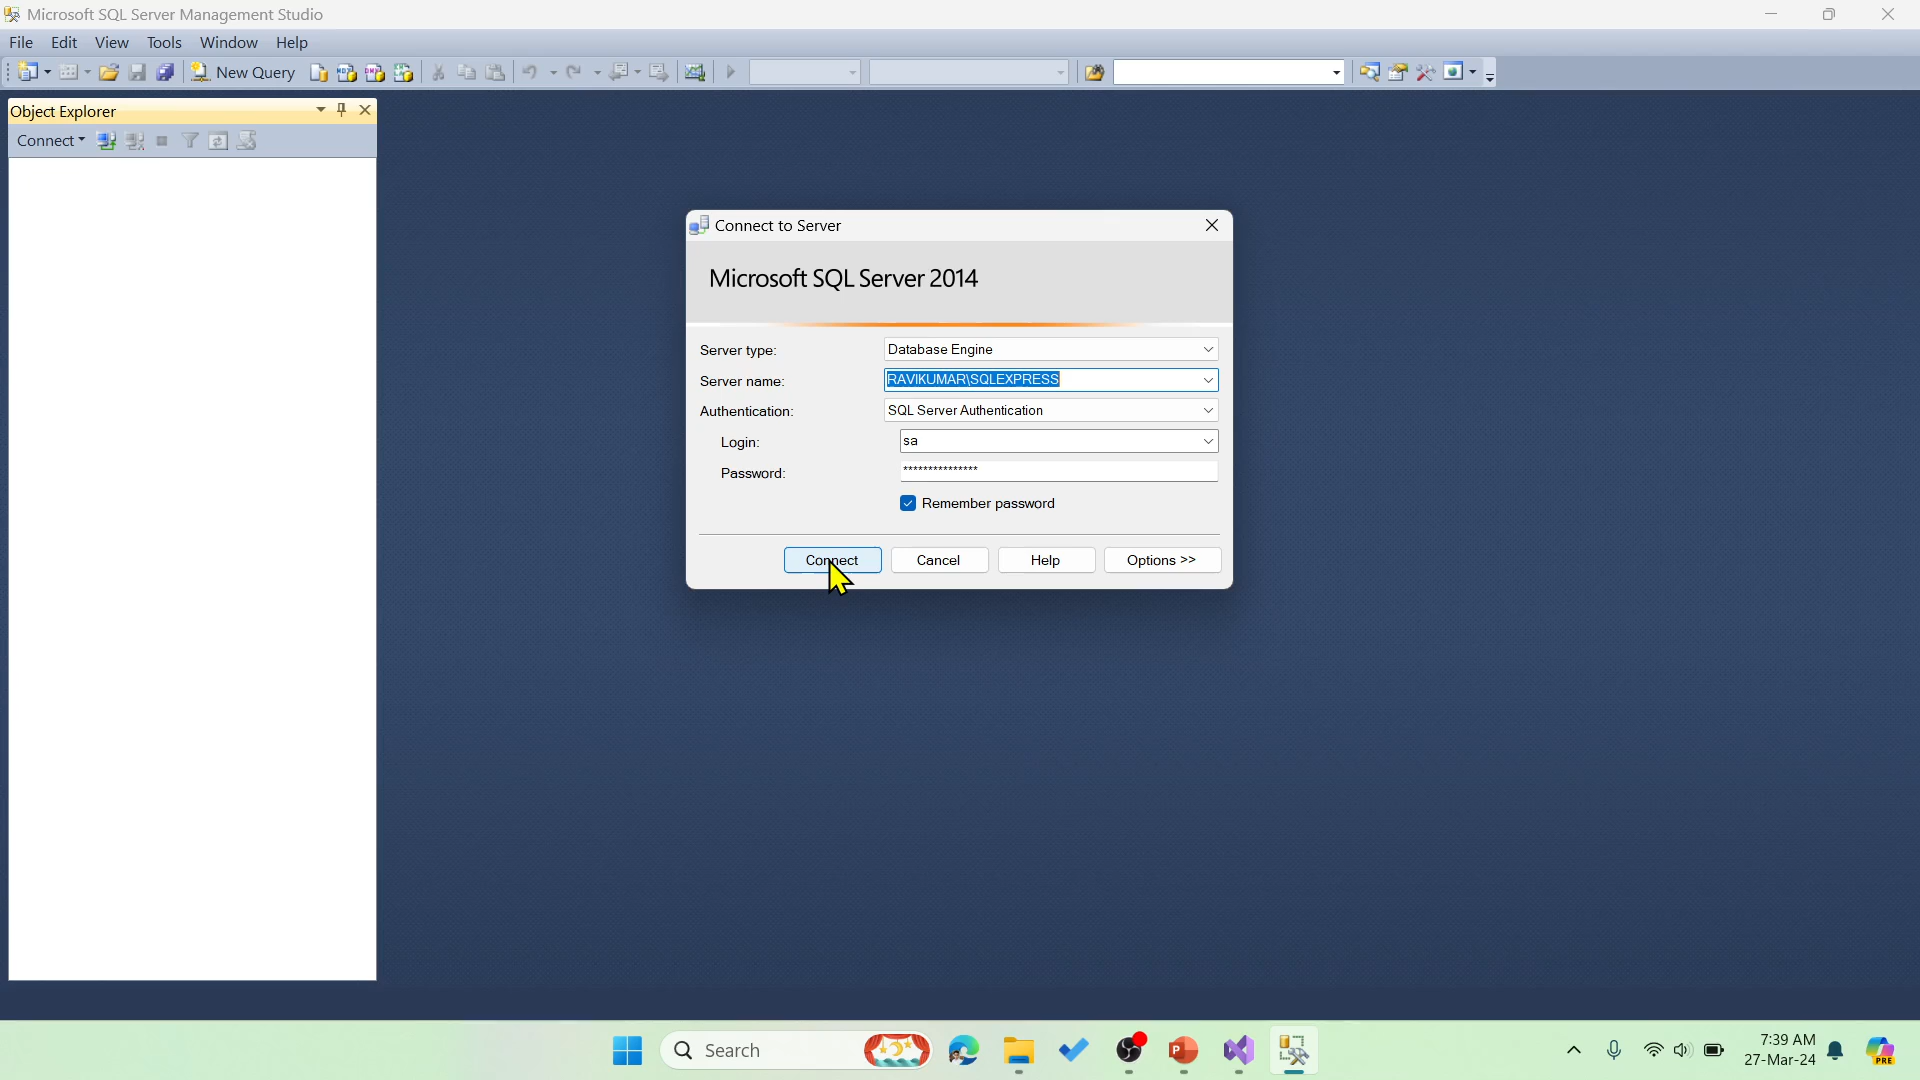 Microsoft SQL Server Management Studio
File Edit View Tools Window Help
New Query
Object Explorer
Connect
Connect to Server
Microsoft SQL Server 2014
Server type: Database Engine
Server name: RAVIKUMAR\SQLEXPRESS
Authentication: SQL Server Authentication
Login: sa
Password: ***************
Remember password
Connect Cancel Help Options >>
Search
7:39 AM
27-Mar-24
PRE